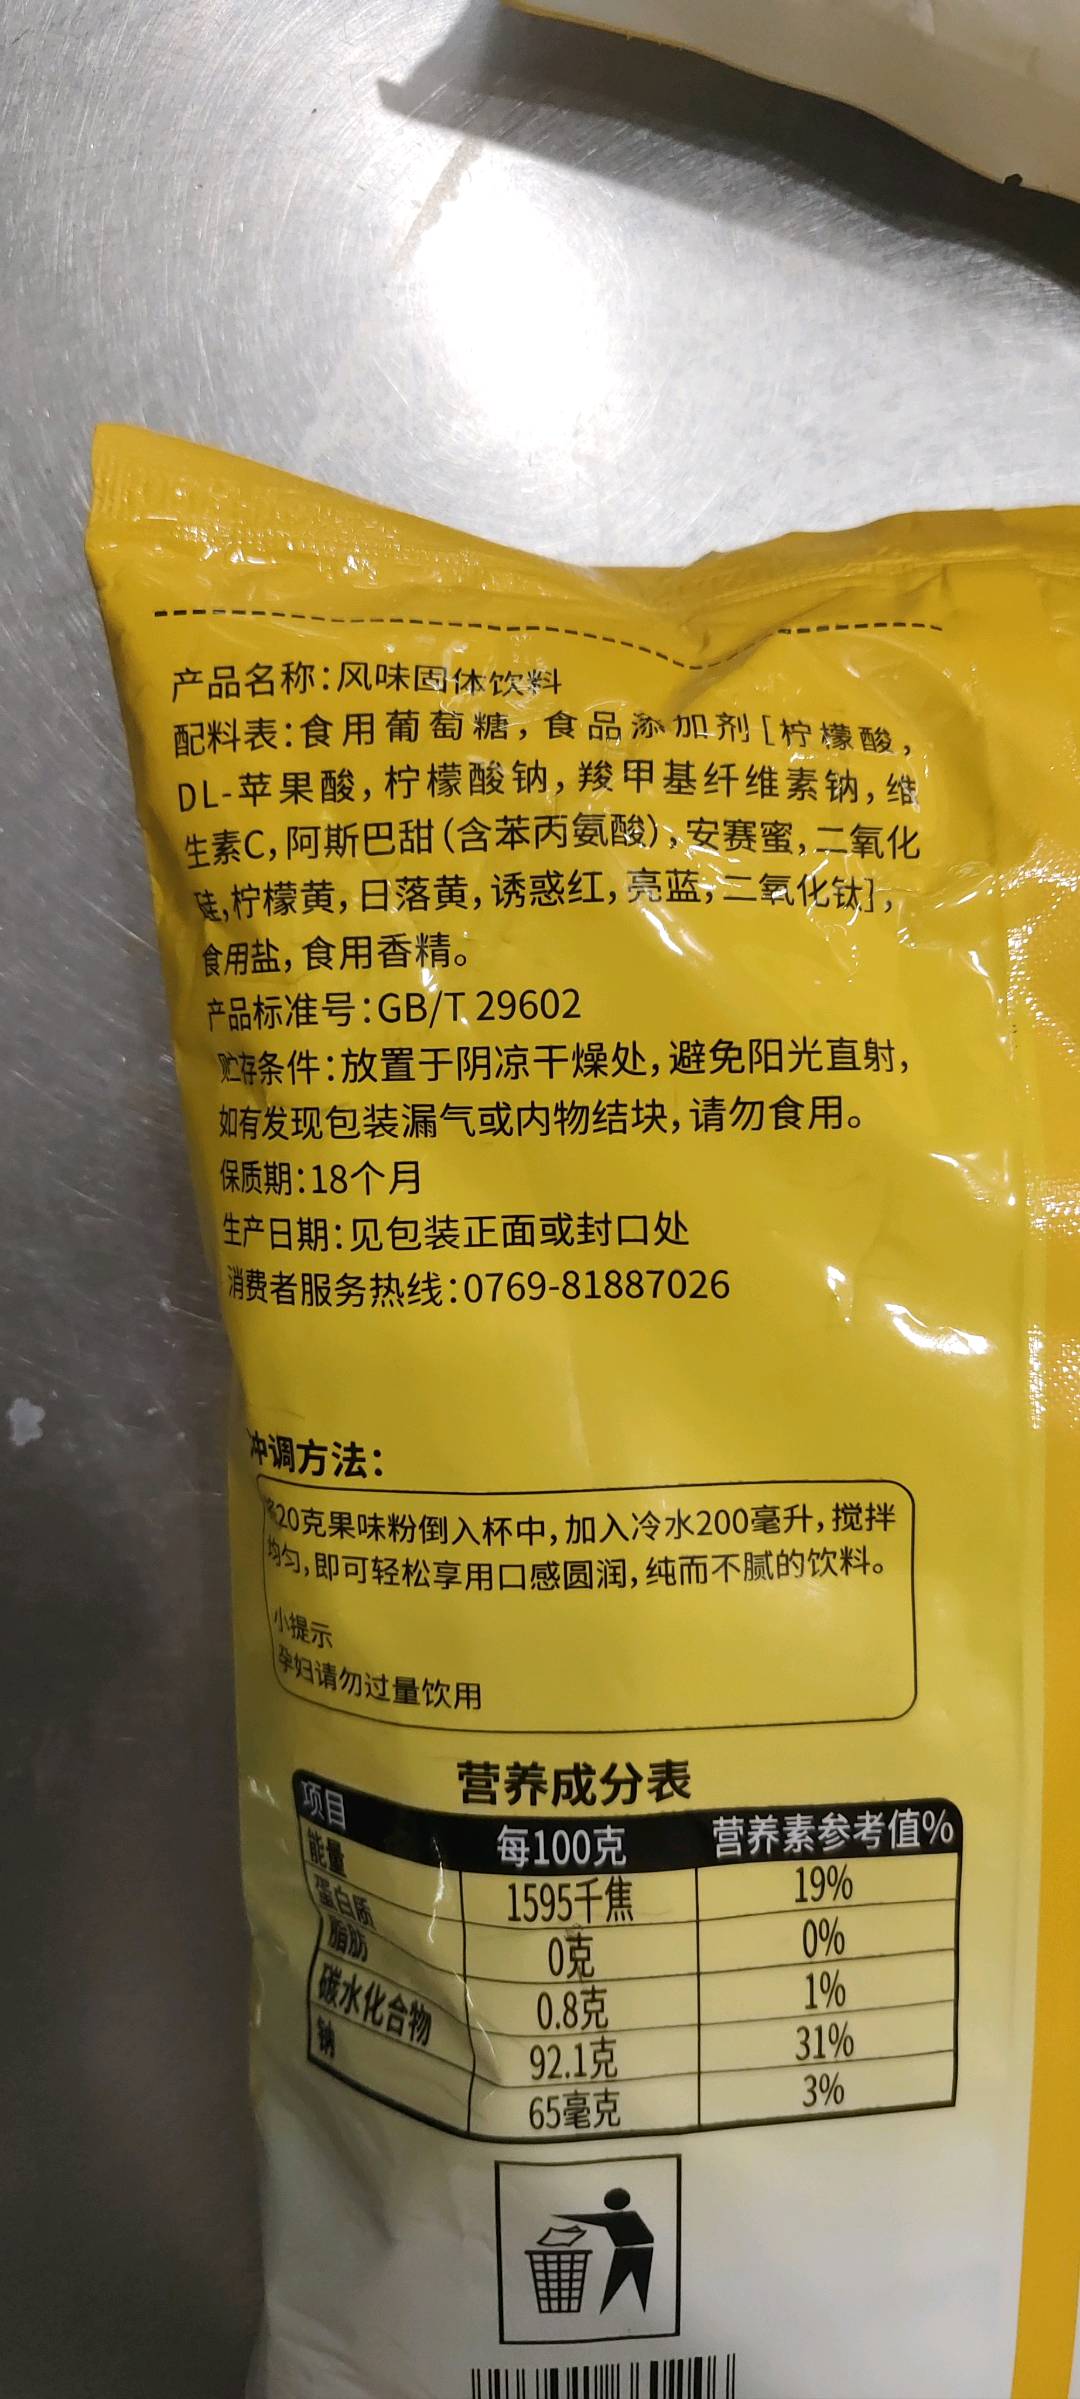 产品名称:风味固体饮料
配料表:食用葡萄糖，食品添加剂[柠檬酸，
DL-苹果酸，柠檬酸钠，羧甲基纤维素钠，维
生素C，阿斯巴甜(含苯丙氨酸)，安赛蜜，二氧化
硅，柠檬黄，日落黄，诱惑红，亮蓝，二氧化钛]，
食用盐，食用香精。
产品标准号:GB/T 29602
贮存条件:放置于阴凉干燥处，避免阳光直射，
如有发现包装漏气或内物结块，请勿食用。
保质期:18个月
生产日期:见包装正面或封口处
消费者服务热线:0769-81887026
冲调方法:
将20克果味粉倒入杯中，加入冷水200毫升，搅拌
均匀，即可轻松享用口感圆润，纯而不腻的饮料。
小提示
孕妇请勿过量饮用
营养成分表
项目 每100克 营养素参考值%
能量 1595千焦 19%
蛋白质 0克 0%
脂肪 0.8克 1%
碳水化合物 92.1克 31%
钠 65毫克 3%